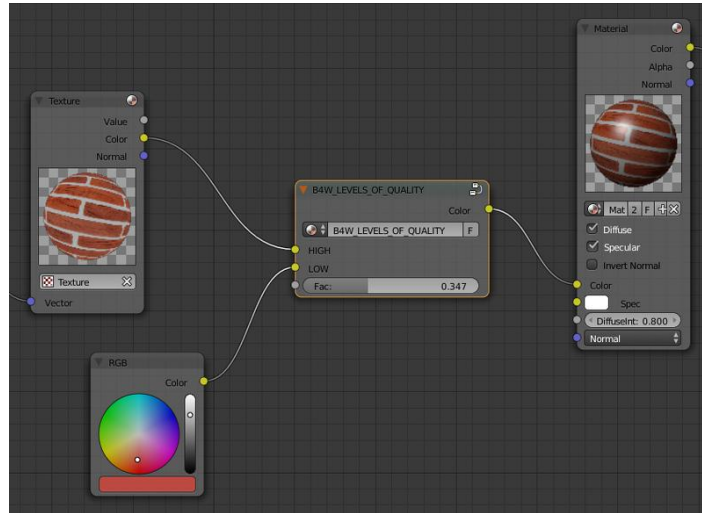 Texture
Value
Color
Normal
Texture
Vector
RGB
Color
B4W_LEVELS_OF_QUALITY
Color
B4W_LEVELS_OF_QUALITY F
HIGH
LOW
Fac: 0.347
Material
Color
Alpha
Normal
Mat 2 F
Diffuse
Specular
Invert Normal
Color
Spec
DiffuseInt: 0.800
Normal